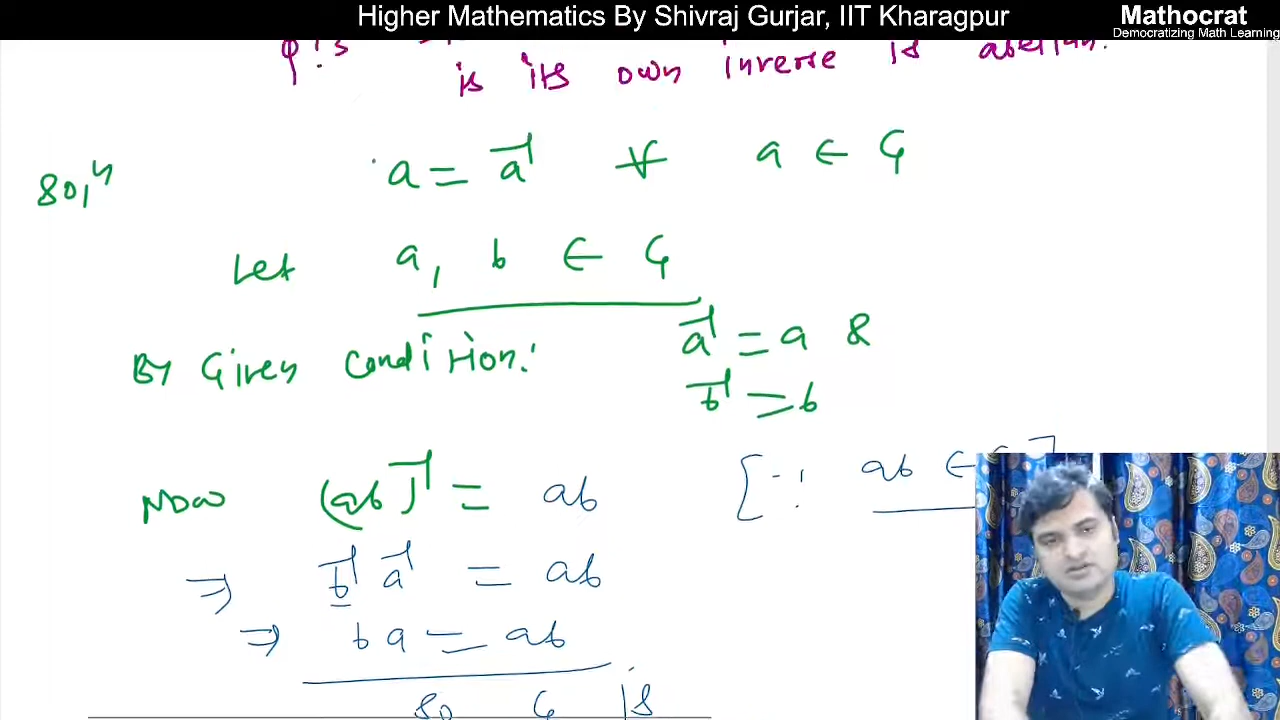 Higher Mathematics By Shivraj Gurjar, IIT Kharagpur
Mathocrat
Democratizing Math Learning
is its own inverse is abelian.
Sol^n
a = a^-1 ∀ a ∈ G
Let a, b ∈ G
By Given Condition: a^-1 = a &
b^-1 = b
Now (ab)^-1 = ab [∵ ab ∈ G]
⇒ b^-1 a^-1 = ab
⇒ ba = ab
so G is